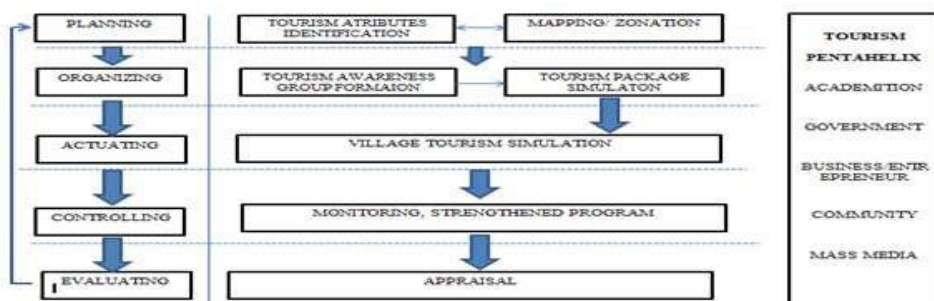 PLANNING
TOURISM ATRIBUTES
IDENTIFICATION
MAPPING/ ZONATION
ORGANIZING
TOURISM AWARENESS
GROUP FORMAION
TOURISM PACKAGE
SIMULATON
ACTUATING
VILLAGE TOURISM SIMULATION
CONTROLLING
MONITORING, STRENGTHENED PROGRAM
EVALUATING
APPRAISAL
TOURISM
PENTAHELIX
ACADEMITION
GOVERNMENT
BUSINESS/ENTR
EPRENEUR
COMMUNITY
MASS MEDIA